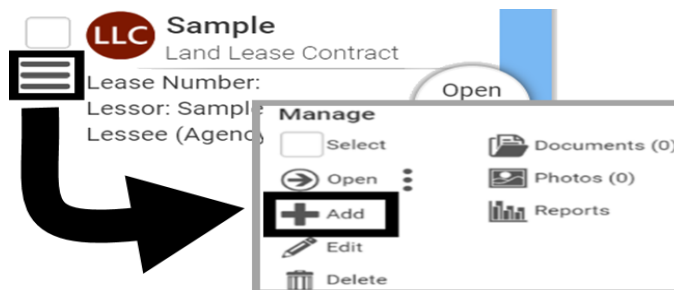 LLC
Sample
Land Lease Contract
Lease Number:
Open
Lessor: Sample
Lessee (Agency
Manage
Select
Documents (0)
Open
Photos (0)
Add
Reports
Edit
Delete